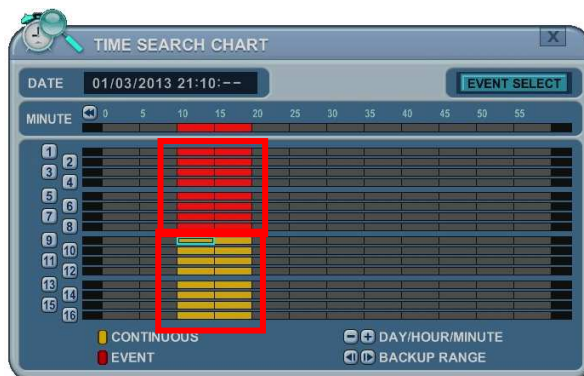 TIME SEARCH CHART
X
DATE 01/03/2013 21:10:-- EVENT SELECT
MINUTE 0 5 10 15 20 25 30 35 40 45 50 55
1
2
3
4
5
6
7
8
9
10
11
12
13
14
15
16
CONTINUOUS - + DAY/HOUR/MINUTE
EVENT BACKUP RANGE